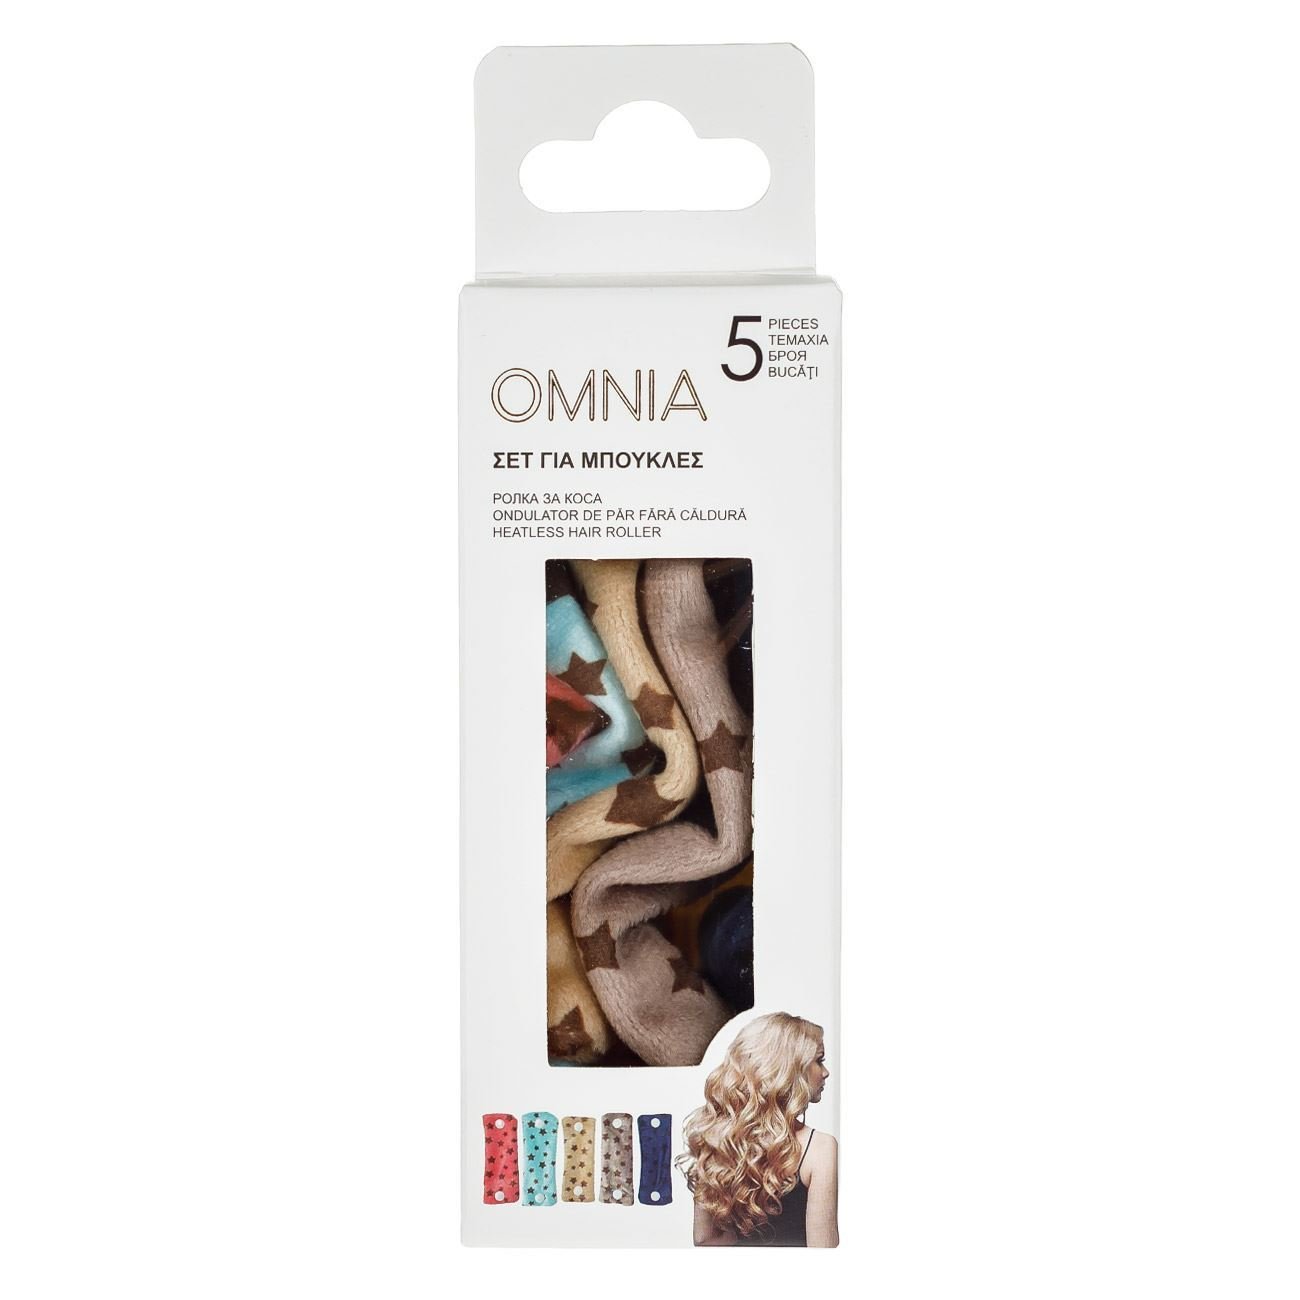 5
PIECES
ΤΕΜΑΧΙΑ
БРОЯ
BUCĂŢI
OMNIA
ΣΕΤ ΓΙΑ ΜΠΟΥΚΛΕΣ
РОЛКА ЗА КОСА
ONDULATOR DE PĂR FĂRĂ CĂLDURĂ
HEATLESS HAIR ROLLER